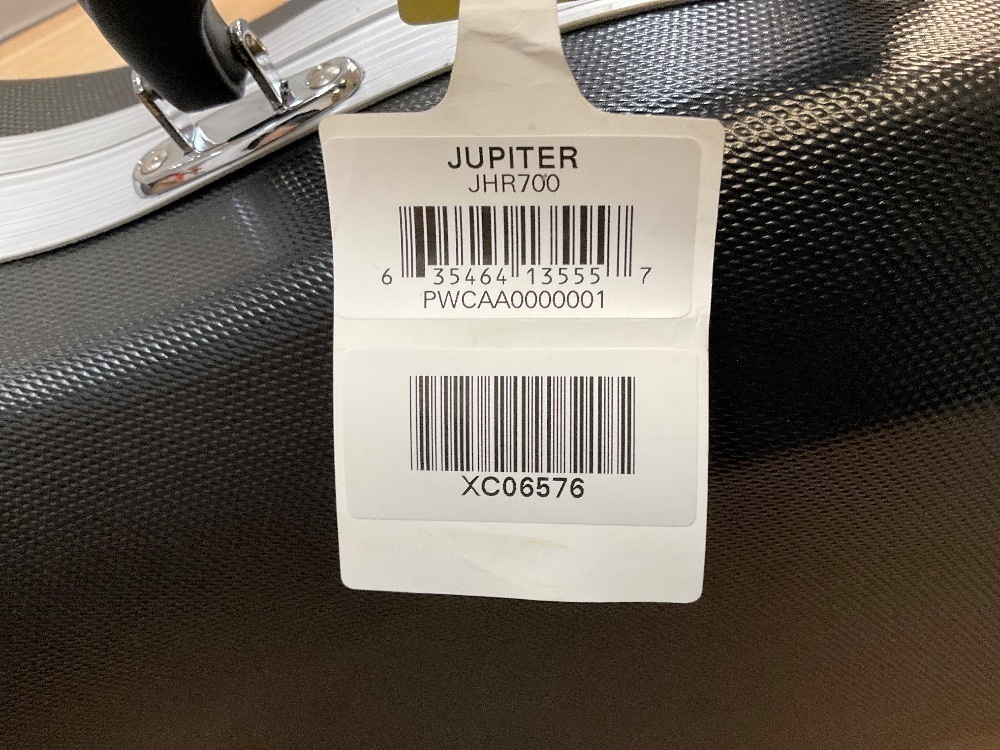 JUPITER
JHR700
6 35464 13555 7
PWCAA0000001
XC06576